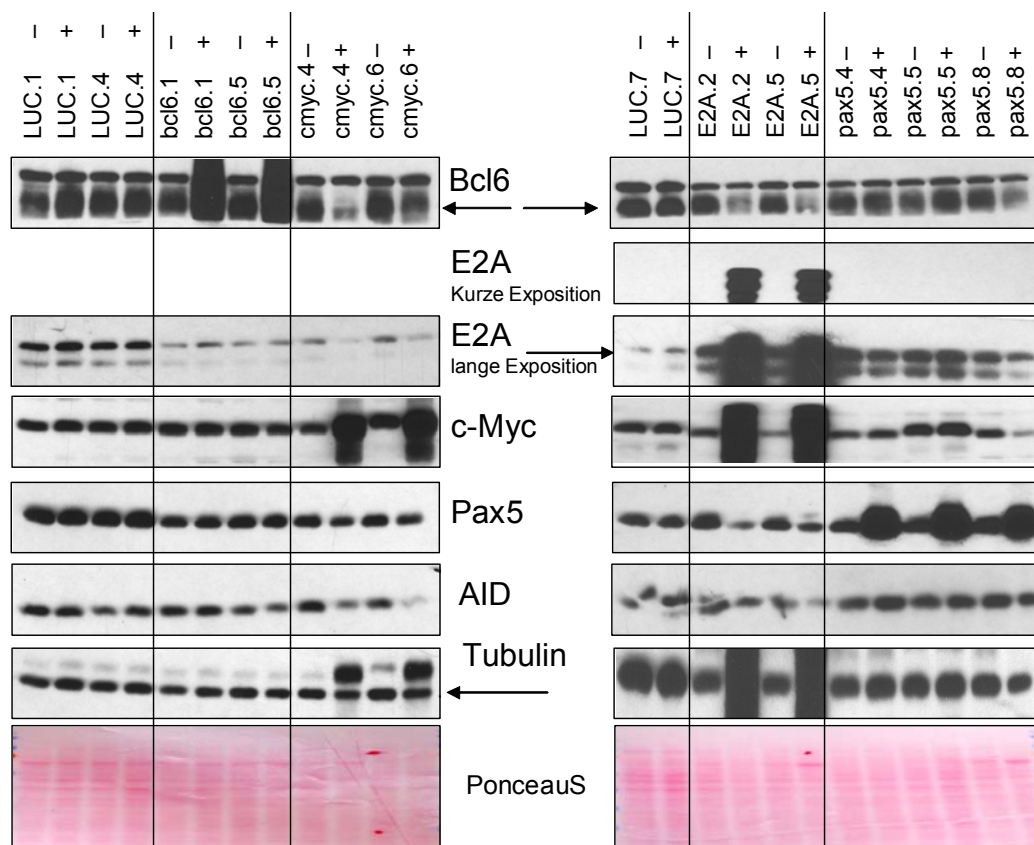 – + – + – + – +
LUC.1 LUC.1 LUC.4 LUC.4 bcl6.1 bcl6.1 bcl6.5 bcl6.5 cmyc.4 – cmyc.4 + cmyc.6 – cmyc.6 +
– +
LUC.7 LUC.7 E2A.2 – E2A.2 + E2A.5 – E2A.5 + pax5.4 – pax5.4 + pax5.5 – pax5.5 + pax5.8 – pax5.8 +
Bcl6
E2A
Kurze Exposition
E2A
lange Exposition
c-Myc
Pax5
AID
Tubulin
PonceauS